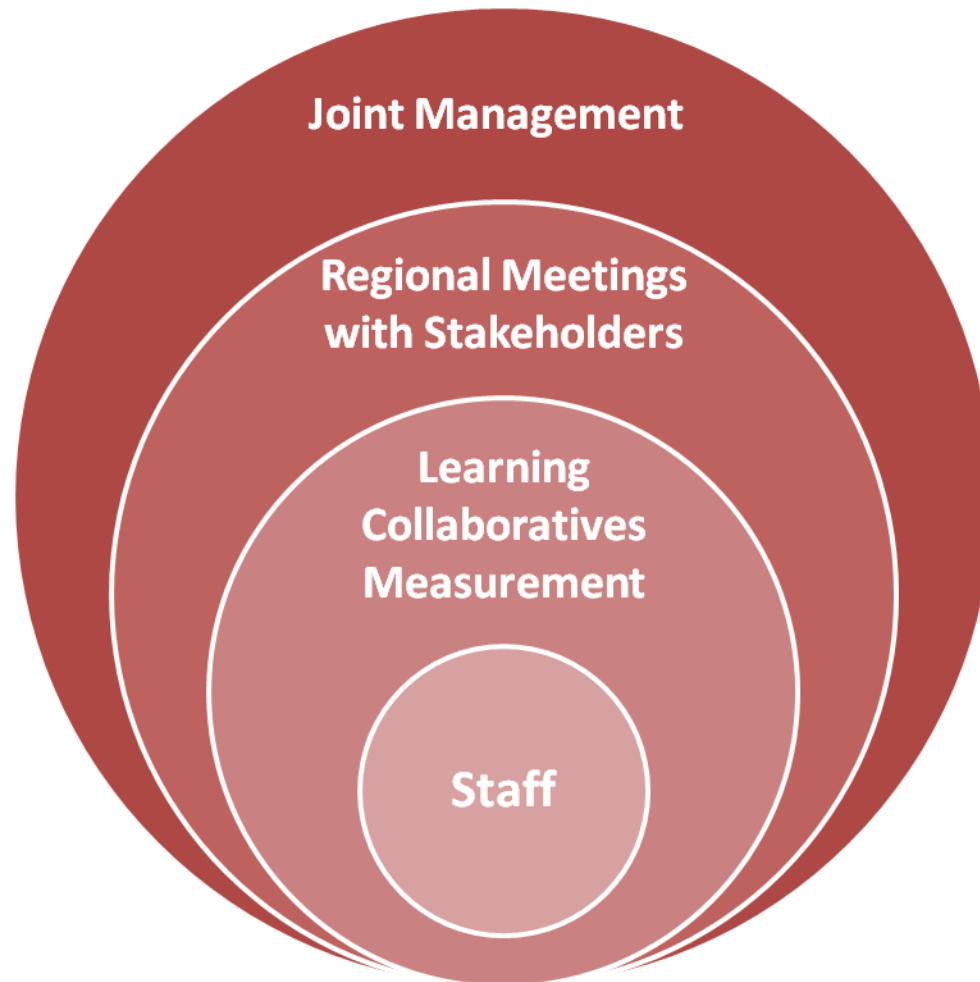 Joint Management
Regional Meetings
with Stakeholders
Learning
Collaboratives
Measurement
Staff